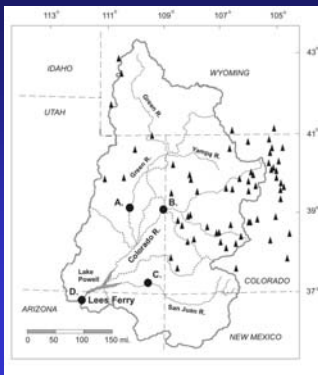 111° 109° 107° 105°
43°
IDAHO
WYOMING
UTAH
Green R.
41°
Yampa R.
Green R.
A.
B.
39°
Colorado R.
Lake
Powell
C.
COLORADO
37°
D.
Lees Ferry
San Juan R.
ARIZONA
NEW MEXICO
0 50 100 150 mi.